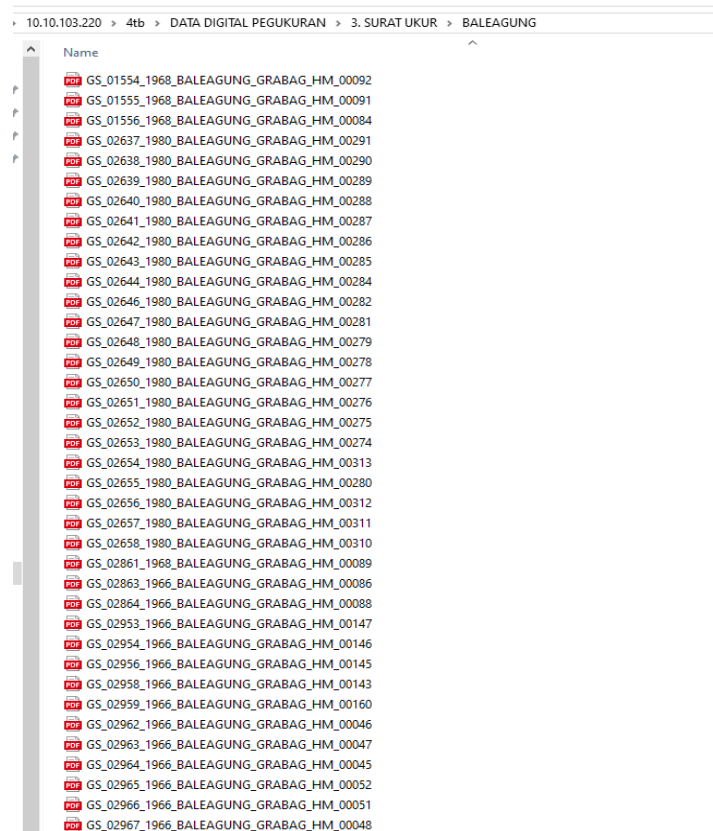 10.10.103.220 > 4tb > DATA DIGITAL PEGUKURAN > 3. SURAT UKUR > BALEAGUNG
Name
GS_01554_1968_BALEAGUNG_GRABAG_HM_00092
GS_01555_1968_BALEAGUNG_GRABAG_HM_00091
GS_01556_1968_BALEAGUNG_GRABAG_HM_00084
GS_02637_1980_BALEAGUNG_GRABAG_HM_00291
GS_02638_1980_BALEAGUNG_GRABAG_HM_00290
GS_02639_1980_BALEAGUNG_GRABAG_HM_00289
GS_02640_1980_BALEAGUNG_GRABAG_HM_00288
GS_02641_1980_BALEAGUNG_GRABAG_HM_00287
GS_02642_1980_BALEAGUNG_GRABAG_HM_00286
GS_02643_1980_BALEAGUNG_GRABAG_HM_00285
GS_02644_1980_BALEAGUNG_GRABAG_HM_00284
GS_02646_1980_BALEAGUNG_GRABAG_HM_00282
GS_02647_1980_BALEAGUNG_GRABAG_HM_00281
GS_02648_1980_BALEAGUNG_GRABAG_HM_00279
GS_02649_1980_BALEAGUNG_GRABAG_HM_00278
GS_02650_1980_BALEAGUNG_GRABAG_HM_00277
GS_02651_1980_BALEAGUNG_GRABAG_HM_00276
GS_02652_1980_BALEAGUNG_GRABAG_HM_00275
GS_02653_1980_BALEAGUNG_GRABAG_HM_00274
GS_02654_1980_BALEAGUNG_GRABAG_HM_00313
GS_02655_1980_BALEAGUNG_GRABAG_HM_00280
GS_02656_1980_BALEAGUNG_GRABAG_HM_00312
GS_02657_1980_BALEAGUNG_GRABAG_HM_00311
GS_02658_1980_BALEAGUNG_GRABAG_HM_00310
GS_02861_1968_BALEAGUNG_GRABAG_HM_00089
GS_02863_1966_BALEAGUNG_GRABAG_HM_00086
GS_02864_1966_BALEAGUNG_GRABAG_HM_00088
GS_02953_1966_BALEAGUNG_GRABAG_HM_00147
GS_02954_1966_BALEAGUNG_GRABAG_HM_00146
GS_02956_1966_BALEAGUNG_GRABAG_HM_00145
GS_02958_1966_BALEAGUNG_GRABAG_HM_00143
GS_02959_1966_BALEAGUNG_GRABAG_HM_00160
GS_02962_1966_BALEAGUNG_GRABAG_HM_00046
GS_02963_1966_BALEAGUNG_GRABAG_HM_00047
GS_02964_1966_BALEAGUNG_GRABAG_HM_00045
GS_02965_1966_BALEAGUNG_GRABAG_HM_00052
GS_02966_1966_BALEAGUNG_GRABAG_HM_00051
GS_02967_1966_BALEAGUNG_GRABAG_HM_00048